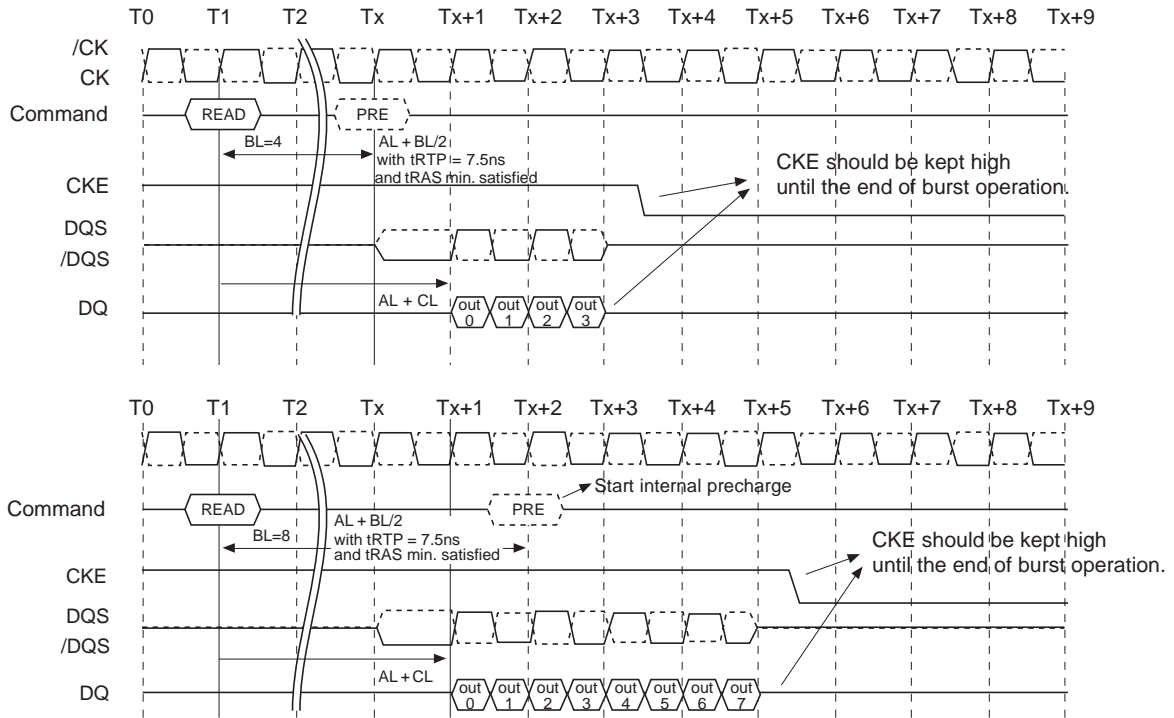 T0 T1 T2 Tx Tx+1 Tx+2 Tx+3 Tx+4 Tx+5 Tx+6 Tx+7 Tx+8 Tx+9
/CK
CK
Command READ PRE
BL=4 AL + BL/2
with tRTP = 7.5ns
and tRAS min. satisfied
CKE should be kept high
until the end of burst operation.
CKE
DQS
/DQS
AL + CL
DQ out 0 out 1 out 2 out 3
T0 T1 T2 Tx Tx+1 Tx+2 Tx+3 Tx+4 Tx+5 Tx+6 Tx+7 Tx+8 Tx+9
Start internal precharge
Command READ PRE
AL + BL/2
BL=8 with tRTP = 7.5ns
and tRAS min. satisfied
CKE should be kept high
until the end of burst operation.
CKE
DQS
/DQS
AL+CL
DQ out 0 out 1 out 2 out 3 out 4 out 5 out 6 out 7